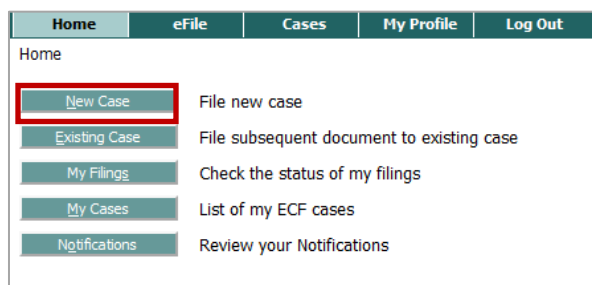 Home eFile Cases My Profile Log Out
Home
New Case File new case
Existing Case File subsequent document to existing case
My Filings Check the status of my filings
My Cases List of my ECF cases
Notifications Review your Notifications